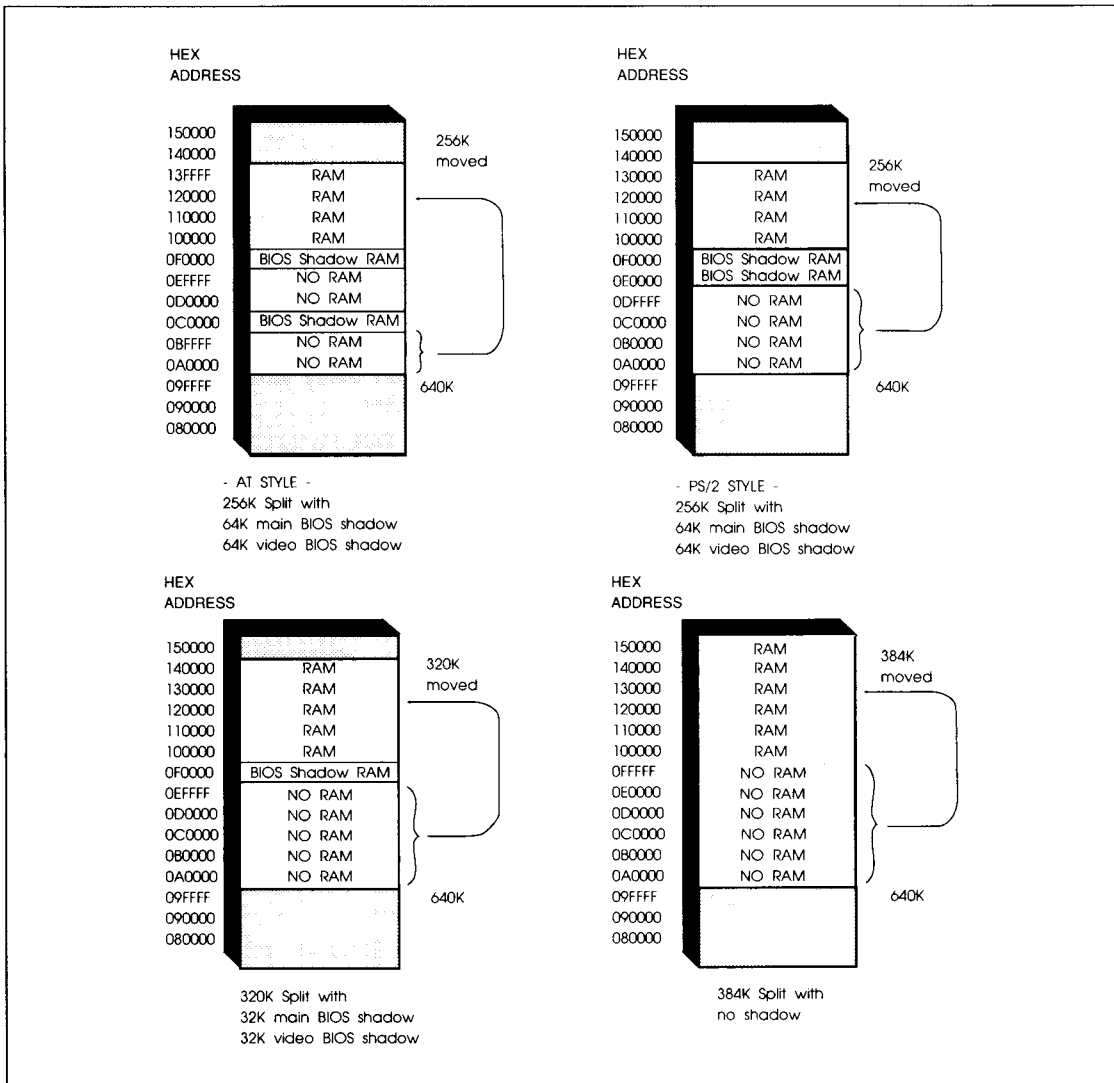 HEX
ADDRESS
150000
140000
13FFFF RAM
120000 RAM
110000 RAM
100000 RAM
0F0000 BIOS Shadow RAM
0EFFFF NO RAM
0D0000 NO RAM
0C0000 BIOS Shadow RAM
0BFFFF NO RAM
0A0000 NO RAM
09FFFF
090000
080000
256K
moved
640K
- AT STYLE -
256K Split with
64K main BIOS shadow
64K video BIOS shadow
HEX
ADDRESS
150000
140000
130000 RAM
120000 RAM
110000 RAM
100000 RAM
0F0000 BIOS Shadow RAM
0E0000 BIOS Shadow RAM
0DFFFF NO RAM
0C0000 NO RAM
0B0000 NO RAM
0A0000 NO RAM
09FFFF
090000
080000
256K
moved
640K
- PS/2 STYLE -
256K Split with
64K main BIOS shadow
64K video BIOS shadow
HEX
ADDRESS
150000
140000 RAM
130000 RAM
120000 RAM
110000 RAM
100000 RAM
0F0000 BIOS Shadow RAM
0EFFFF NO RAM
0D0000 NO RAM
0C0000 NO RAM
0B0000 NO RAM
0A0000 NO RAM
09FFFF
090000
080000
320K
moved
640K
320K Split with
32K main BIOS shadow
32K video BIOS shadow
HEX
ADDRESS
150000 RAM
140000 RAM
130000 RAM
120000 RAM
110000 RAM
100000 RAM
0FFFFF NO RAM
0E0000 NO RAM
0D0000 NO RAM
0C0000 NO RAM
0B0000 NO RAM
0A0000 NO RAM
09FFFF
090000
080000
384K
moved
640K
384K Split with
no shadow